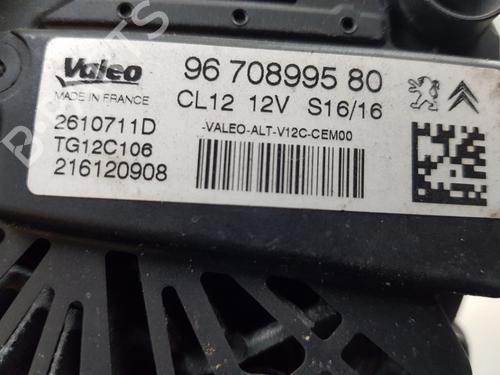 Valeo
MADE IN FRANCE
96 708995 80
CL12 12V S16/16
2610711D
TG12C106
216120908
-VALEO-ALT-V12C-CEM00